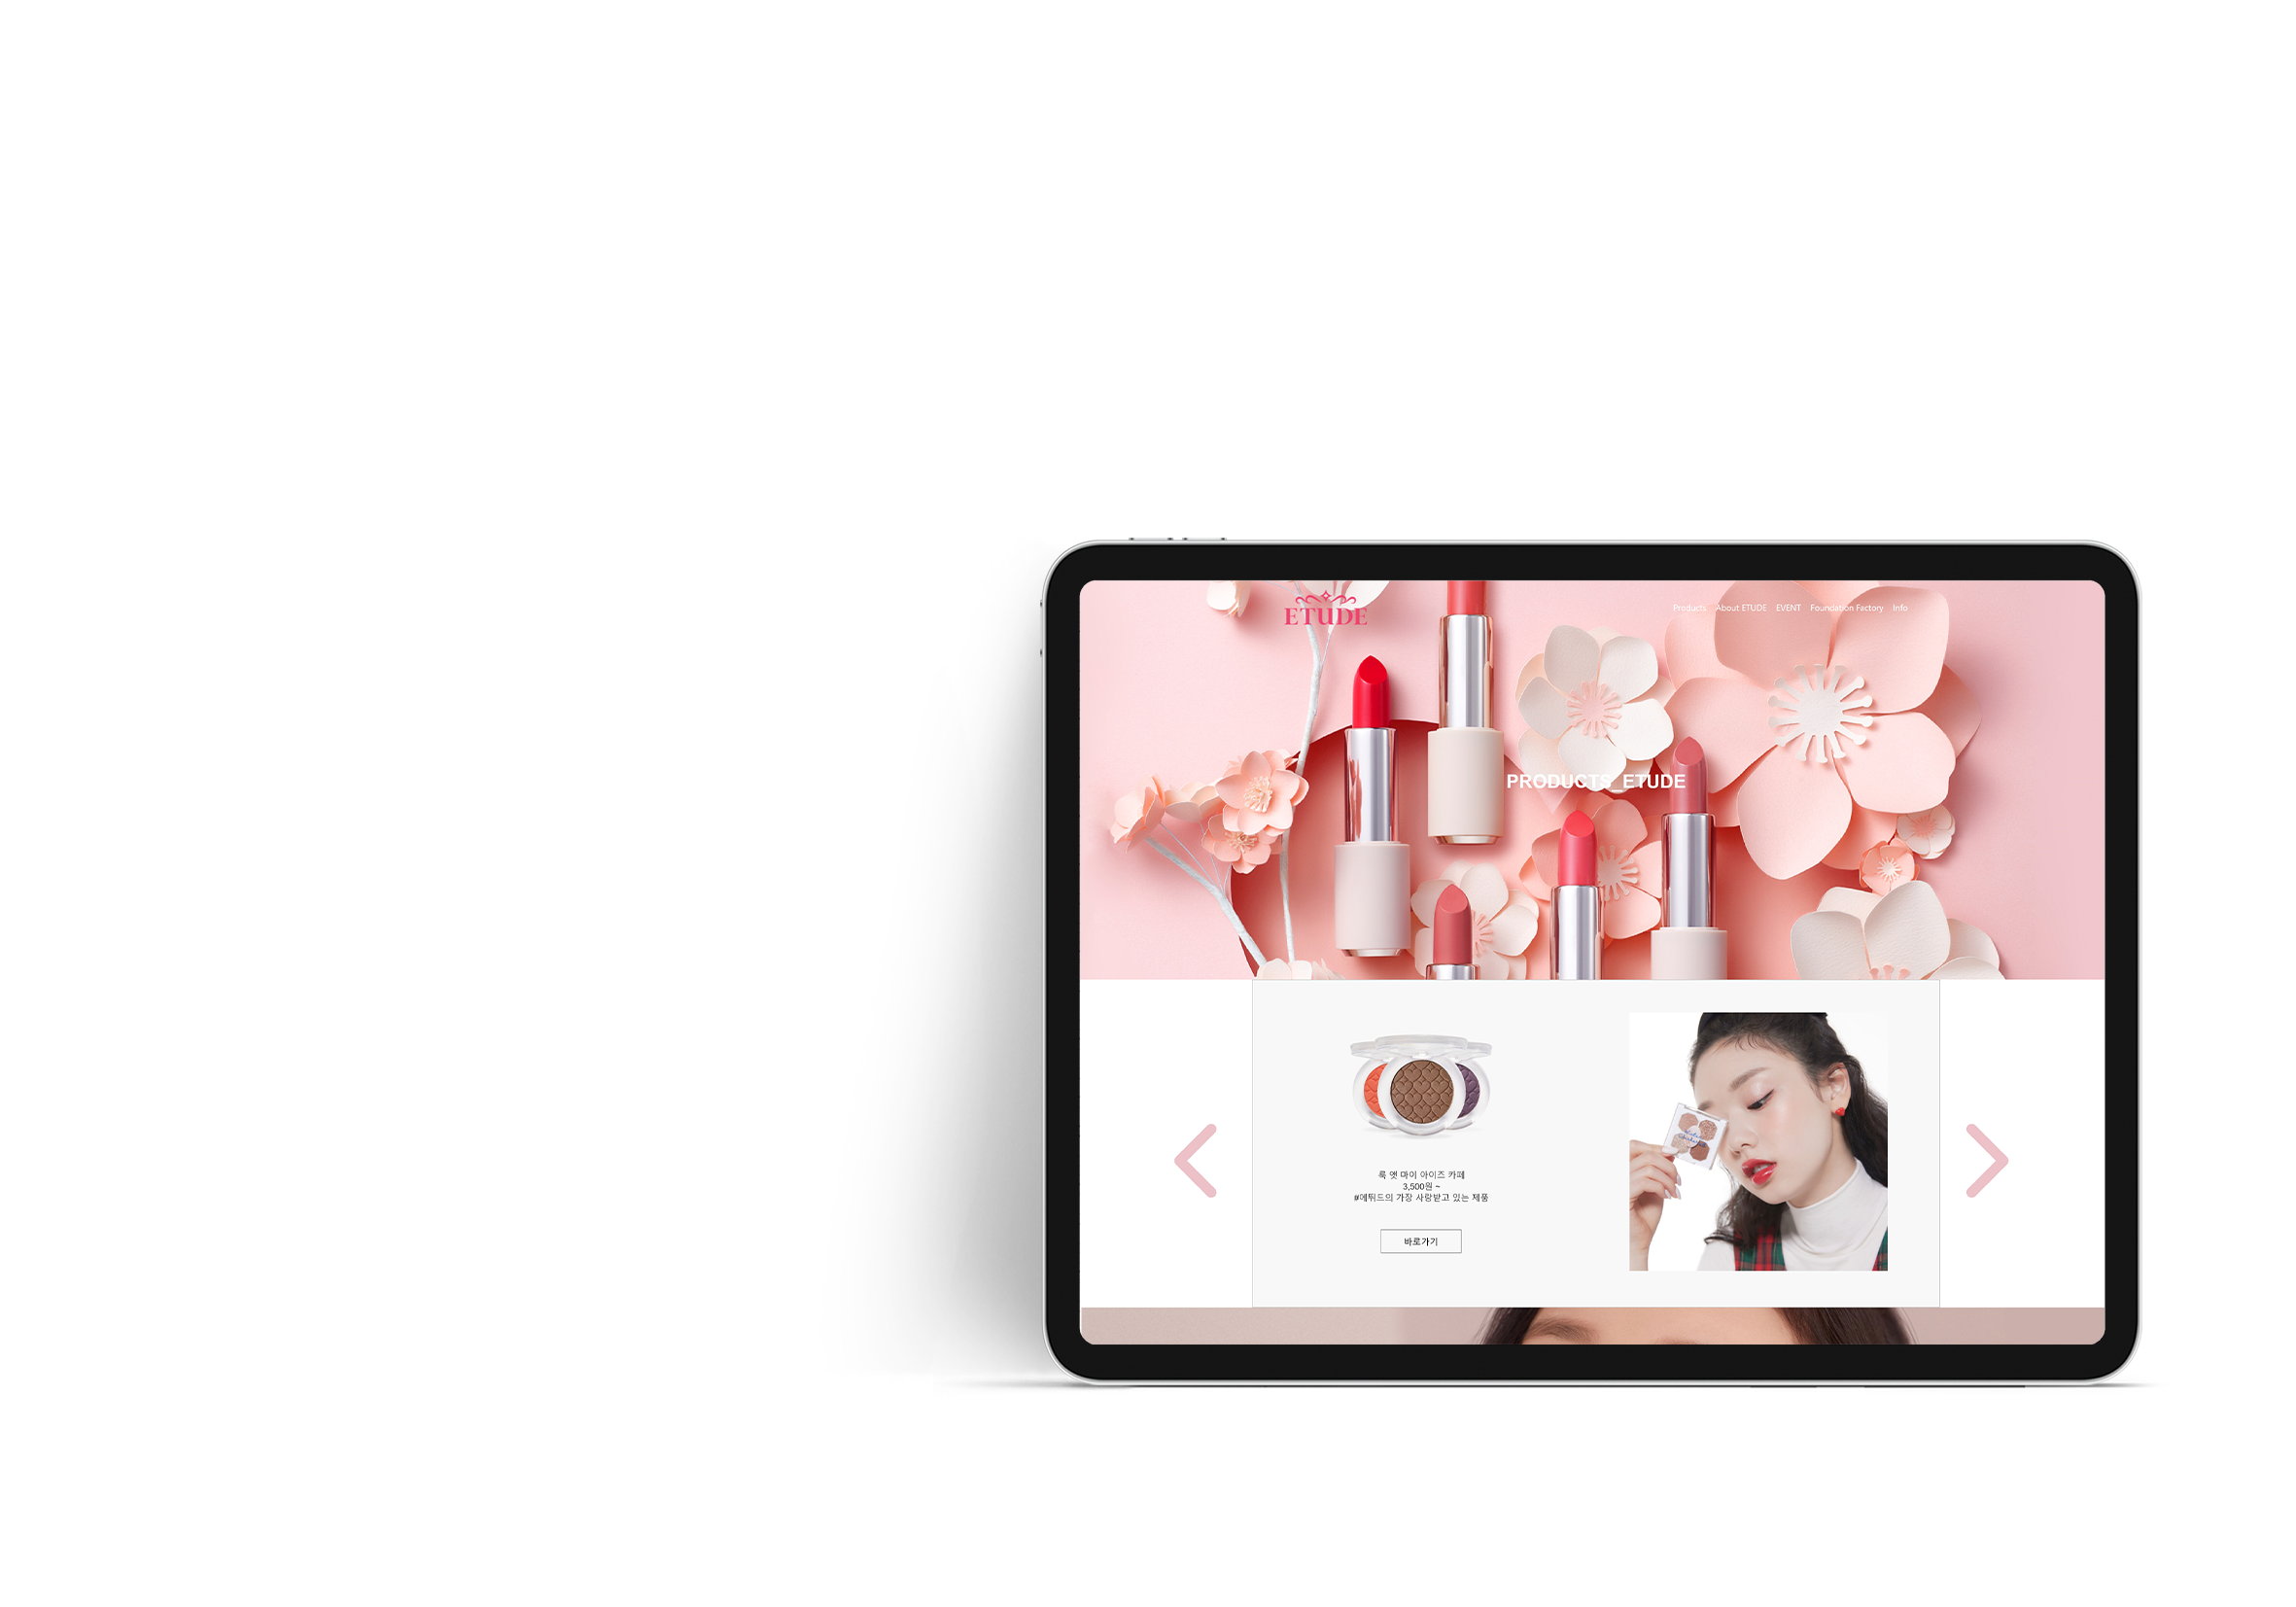 ETUDE
Products About ETUDE EVENT Foundation Factory Info
PRODUCTS_ETUDE
룩 앳 마이 아이즈 카페
3,500원 ~
#에뛰드의 가장 사랑받고 있는 제품
바로가기